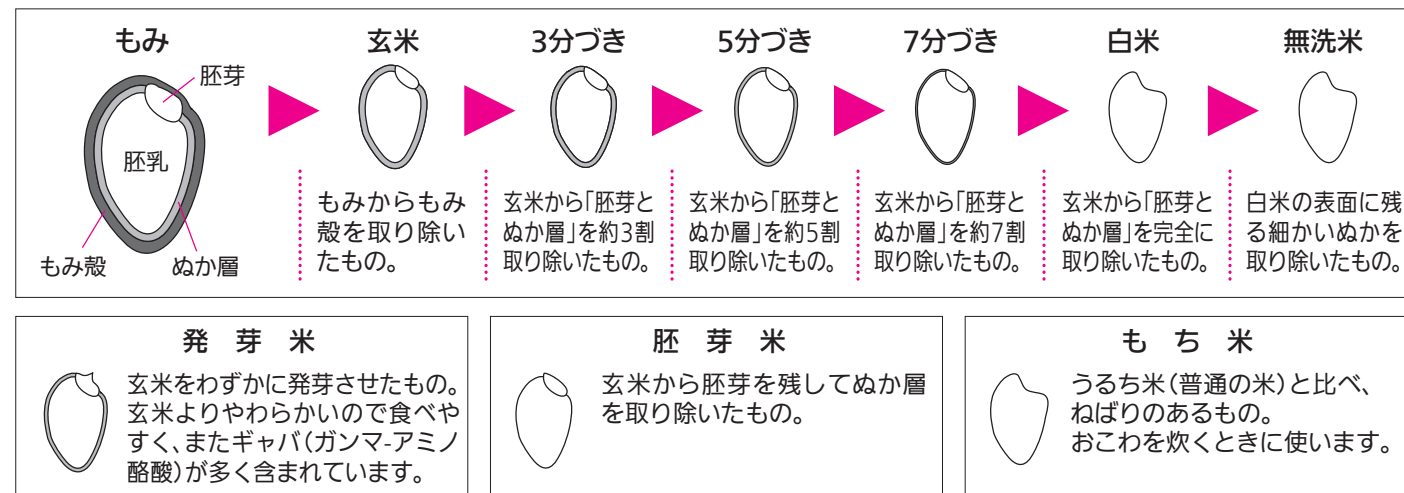 もみ
胚芽
胚乳
もみ殻
ぬか層
玄米
もみからもみ
殻を取り除い
たもの。
3分づき
玄米から「胚芽と
ぬか層」を約3割
取り除いたもの。
5分づき
玄米から「胚芽と
ぬか層」を約5割
取り除いたもの。
7分づき
玄米から「胚芽と
ぬか層」を約7割
取り除いたもの。
白米
玄米から「胚芽と
ぬか層」を完全に
取り除いたもの。
無洗米
白米の表面に残
る細かいぬかを
取り除いたもの。
発芽米
玄米をわずかに発芽させたもの。
玄米よりやわらかいので食べや
すく、またギャバ(ガンマ-アミノ
酪酸)が多く含まれています。
胚芽米
玄米から胚芽を残してぬか層
を取り除いたもの。
もち米
うるち米(普通の米)と比べ、
ねばりのあるもの。
おこわを炊くときに使います。